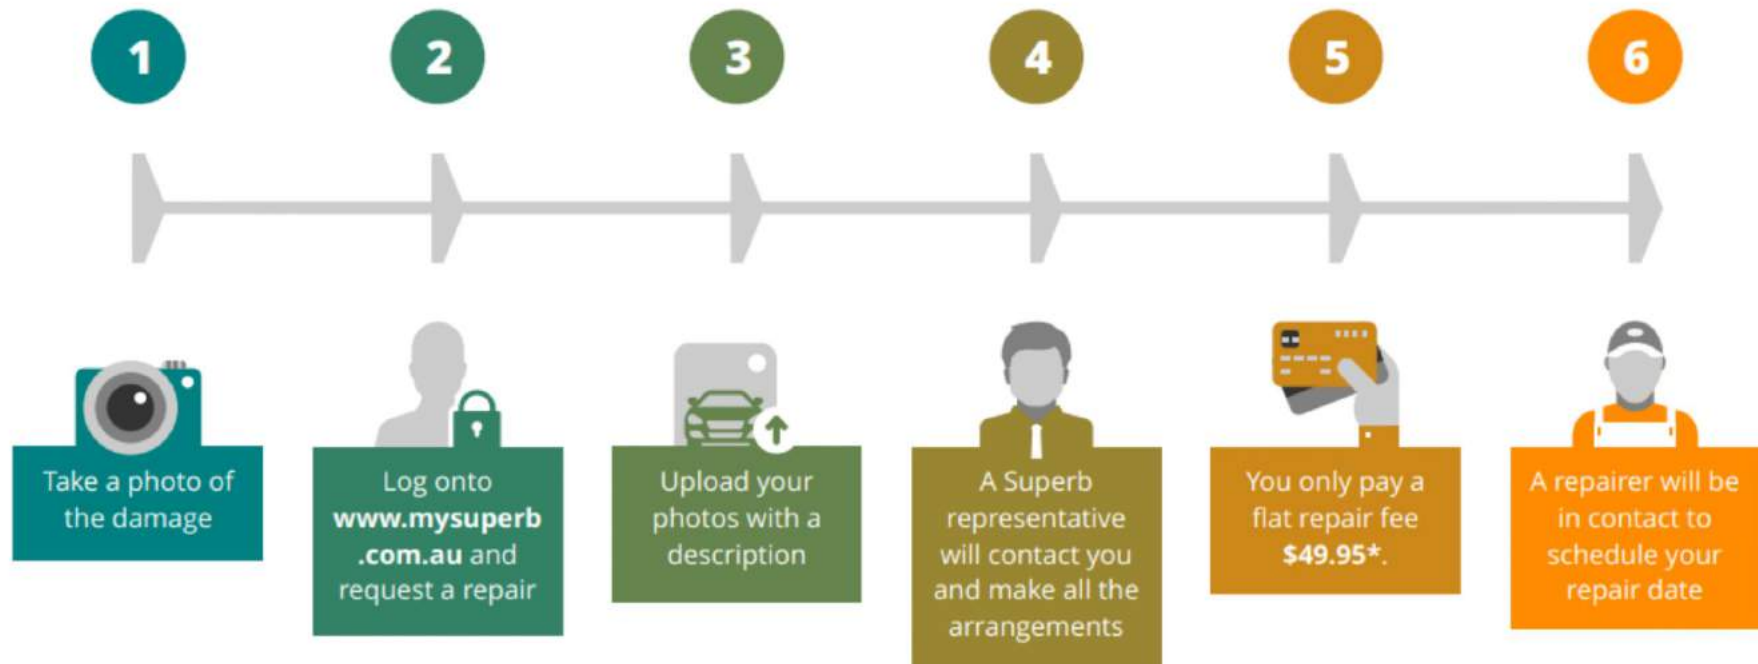 1
2
3
4
5
6
Take a photo of
the damage
Log onto
www.mysuperb
.com.au and
request a repair
Upload your
photos with a
description
A Superb
representative
will contact you
and make all the
arrangements
You only pay a
flat repair fee
$49.95*.
A repairer will be
in contact to
schedule your
repair date